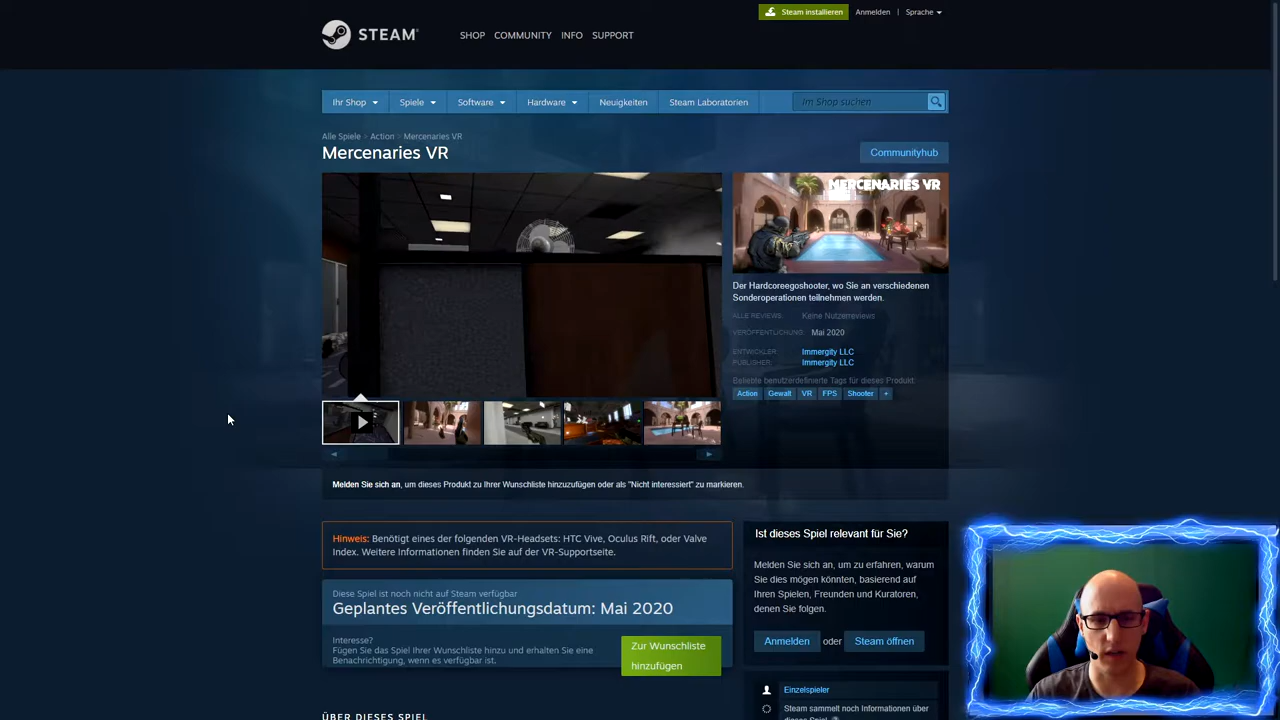 Steam installieren
Anmelden | Sprache
STEAM®
SHOP COMMUNITY INFO SUPPORT
Ihr Shop Spiele Software Hardware Neuigkeiten Steam Laboratorien Im Shop suchen
Alle Spiele > Action > Mercenaries VR
Mercenaries VR
Communityhub
MERCENARIES VR
Der Hardcoreegoshooter, wo Sie an verschiedenen
Sonderoperationen teilnehmen werden.
ALLE REVIEWS: Keine Nutzerreviews
VERÖFFENTLICHUNG: Mai 2020
ENTWICKLER: Immergity LLC
PUBLISHER: Immergity LLC
Beliebte benutzerdefinierte Tags für dieses Produkt:
Action Gewalt VR FPS Shooter +
Melden Sie sich an, um dieses Produkt zu Ihrer Wunschliste hinzuzufügen oder als "Nicht interessiert" zu markieren.
Hinweis: Benötigt eines der folgenden VR-Headsets: HTC Vive, Oculus Rift, oder Valve
Index. Weitere Informationen finden Sie auf der VR-Supportseite.
Diese Spiel ist noch nicht auf Steam verfügbar
Geplantes Veröffentlichungsdatum: Mai 2020
Interesse?
Fügen Sie das Spiel Ihrer Wunschliste hinzu und erhalten Sie eine
Benachrichtigung, wenn es verfügbar ist.
Zur Wunschliste
hinzufügen
ÜBER DIESES SPIEL
Ist dieses Spiel relevant für Sie?
Melden Sie sich an, um zu erfahren, warum
Sie dies mögen könnten, basierend auf
Ihren Spielen, Freunden und Kuratoren,
denen Sie folgen.
Anmelden oder Steam öffnen
Einzelspieler
Steam sammelt noch Informationen über